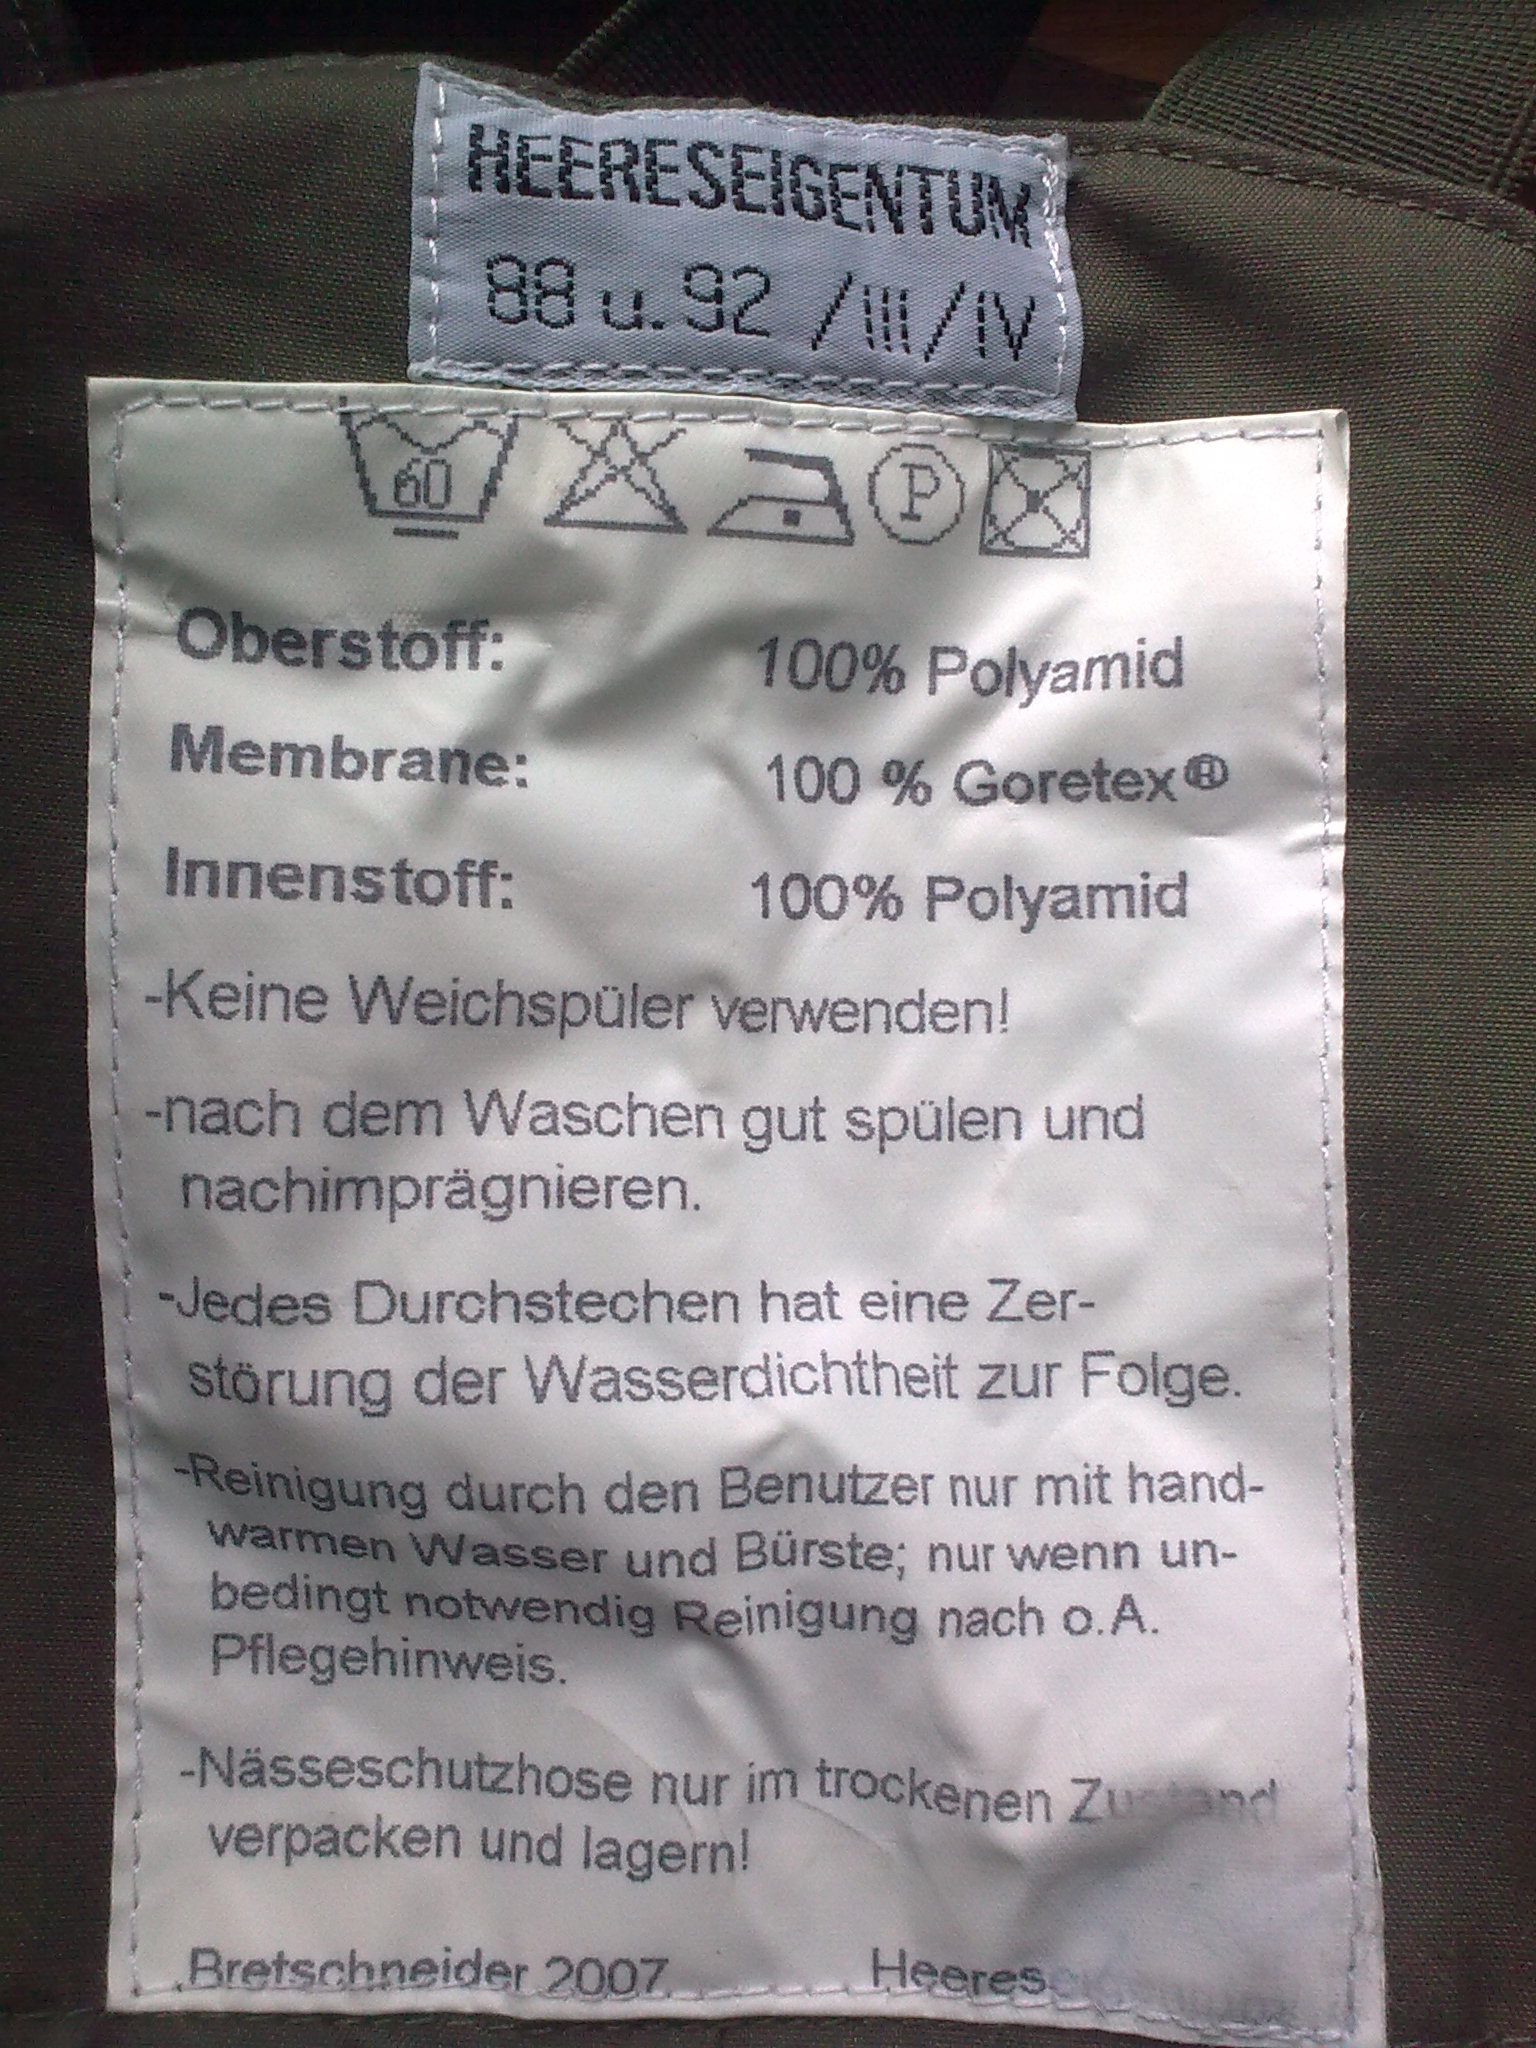 HEERESEIGENTUM
88 u. 92 /III/IV
60 P
Oberstoff: 100% Polyamid
Membrane: 100 % Goretex®
Innenstoff: 100% Polyamid
-Keine Weichspüler verwenden!
-nach dem Waschen gut spülen und
nachimprägnieren.
-Jedes Durchstechen hat eine Zer-
störung der Wasserdichtheit zur Folge.
-Reinigung durch den Benutzer nur mit hand-
warmen Wasser und Bürste; nur wenn un-
bedingt notwendig Reinigung nach o.A.
Pflegehinweis.
-Nässeschutzhose nur im trockenen Zustand
verpacken und lagern!
Bretschneider 2007